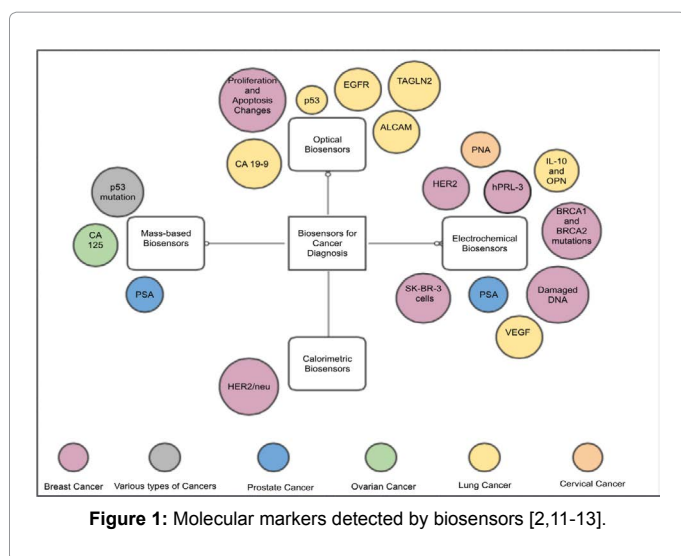 Proliferation
and
Apoptosis
Changes
p53
EGFR
TAGLN2
ALCAM
CA 19-9
Optical
Biosensors
PNA
IL-10
and
OPN
HER2
hPRL-3
p53
mutation
CA
125
Mass-based
Biosensors
Biosensors for
Cancer
Diagnosis
Electrochemical
Biosensors
BRCA1
and
BRCA2
mutations
PSA
SK-BR-3
cells
PSA
Damaged
DNA
VEGF
Calorimetric
Biosensors
HER2/neu
Breast Cancer
Various types of Cancers
Prostate Cancer
Ovarian Cancer
Lung Cancer
Cervical Cancer
Figure 1: Molecular markers detected by biosensors [2,11-13].